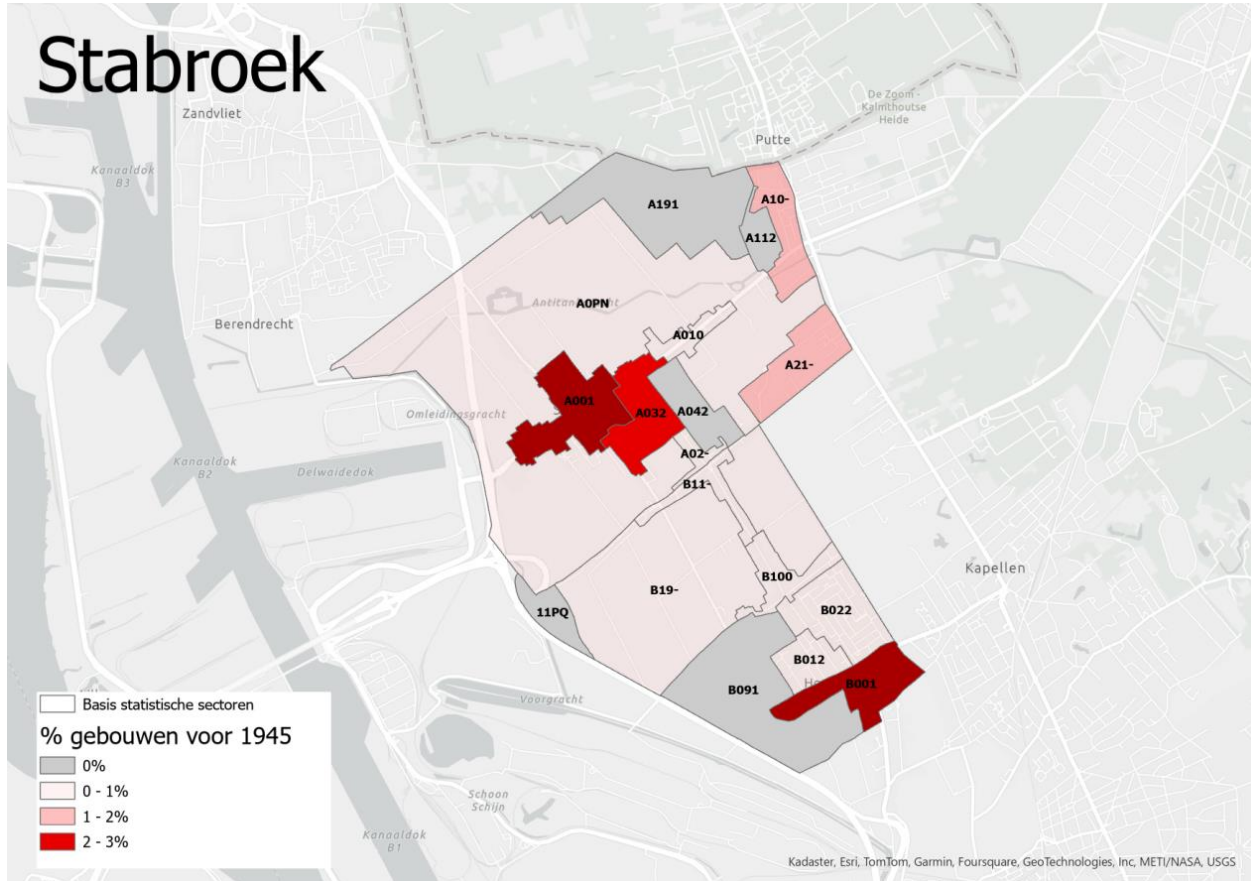 Stabroek
Zandvliet
De Zoom -
Kalmthoutse
Heide
Putte
Kanaaldok
B3
A191
A10-
A112
Berendrecht
Antitan
cht
A0PN
A010
A21-
A001
A032
A042
Omleidingsgracht
A02-
Kanaaldok
B2
Delwaidedok
B11-
Kapellen
B100
B19-
11PQ
B022
B012
B091
B001
Voorgracht
Schoon
Schijn
Kanaaldok
B1
Basis statistische sectoren
% gebouwen voor 1945
0%
0 - 1%
1 - 2%
2 - 3%
Kadaster, Esri, TomTom, Garmin, Foursquare, GeoTechnologies, Inc, METI/NASA, USGS